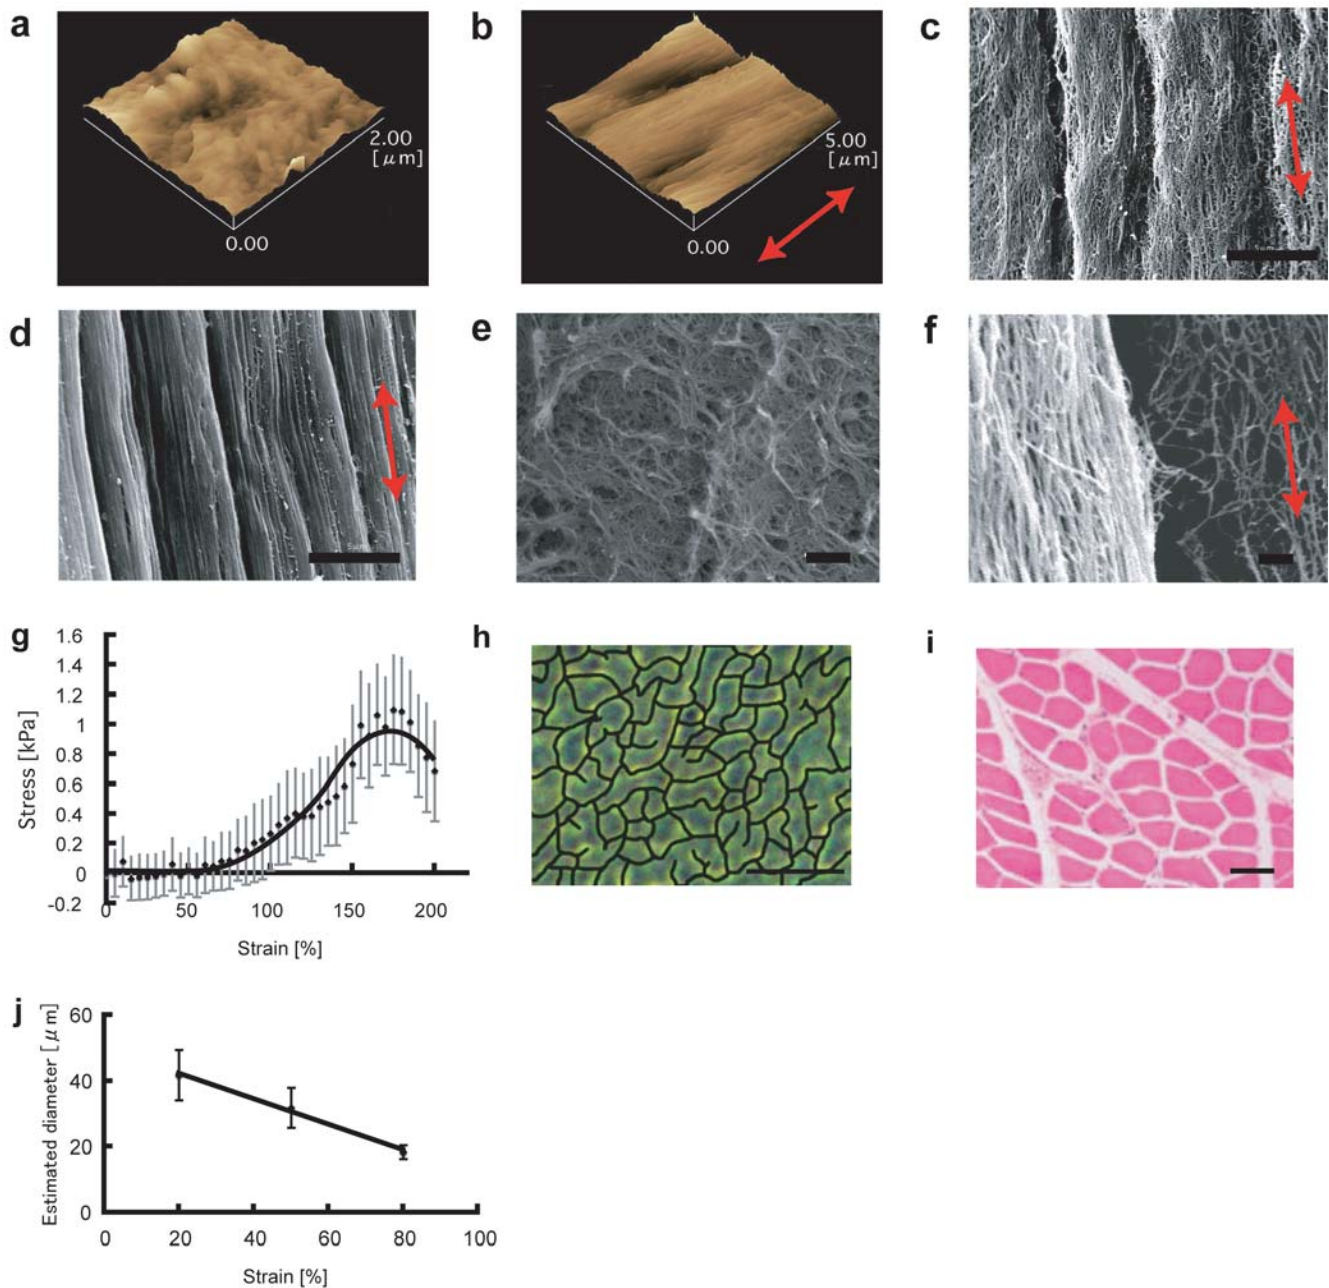 a
2.00
[ μm]
0.00
b
5.00
[ μm]
0.00
c
d
e
f
g
1.6
1.4
1.2
1
0.8
0.6
0.4
0.2
0
-0.2
Stress [kPa]
0 50 100 150 200
Strain [%]
h
i
j
60
40
20
0
Estimated diameter [ μm]
0 20 40 60 80 100
Strain [%]